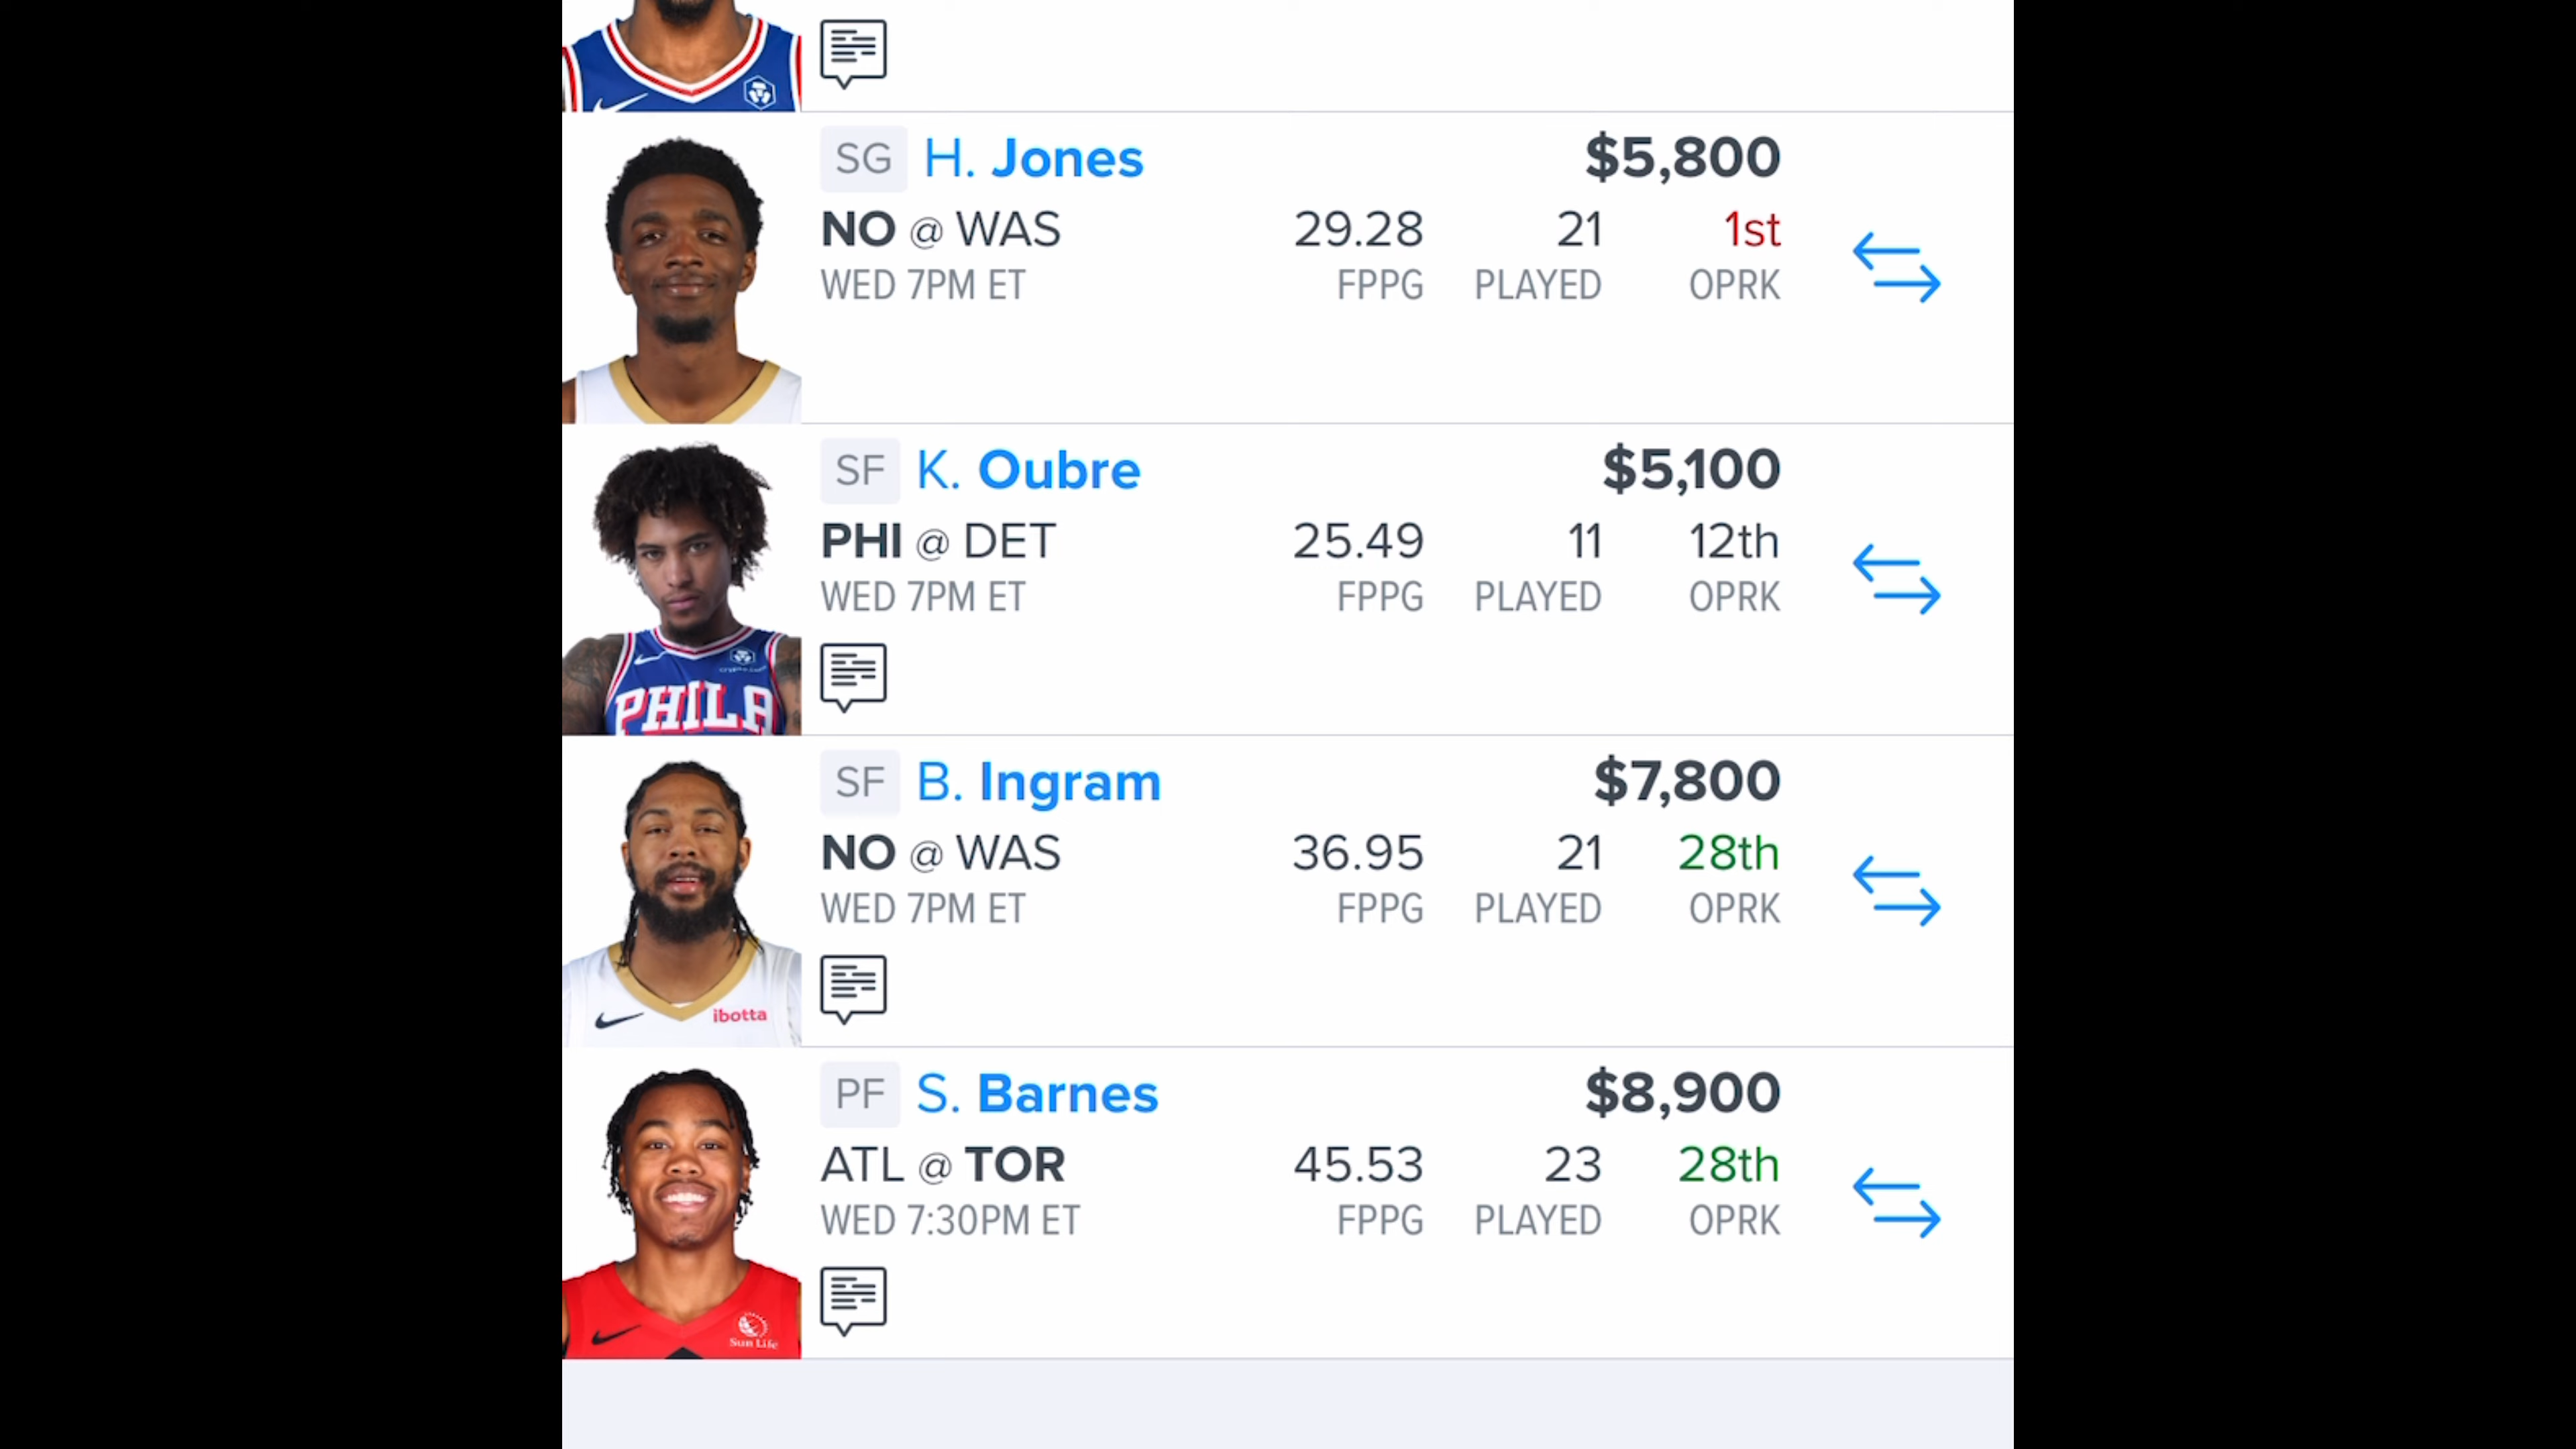 SG H. Jones $5,800
NO @ WAS 29.28 21 1st
WED 7PM ET FPPG PLAYED OPRK
SF K. Oubre $5,100
PHI @ DET 25.49 11 12th
WED 7PM ET FPPG PLAYED OPRK
PHILA
SF B. Ingram $7,800
NO @ WAS 36.95 21 28th
WED 7PM ET FPPG PLAYED OPRK
ibotta
PF S. Barnes $8,900
ATL @ TOR 45.53 23 28th
WED 7:30PM ET FPPG PLAYED OPRK
Sun Life